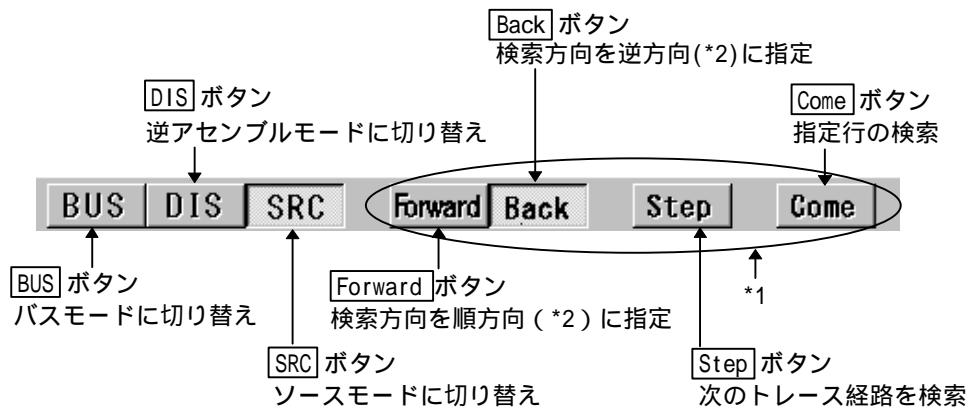 Back ボタン
検索方向を逆方向(*2)に指定
DIS ボタン
逆アセンブルモードに切り替え
Come ボタン
指定行の検索
BUS DIS SRC Forward Back Step Come
BUS ボタン
バスモードに切り替え
Forward ボタン
検索方向を順方向(*2)に指定
*1
SRC ボタン
ソースモードに切り替え
Step ボタン
次のトレース経路を検索